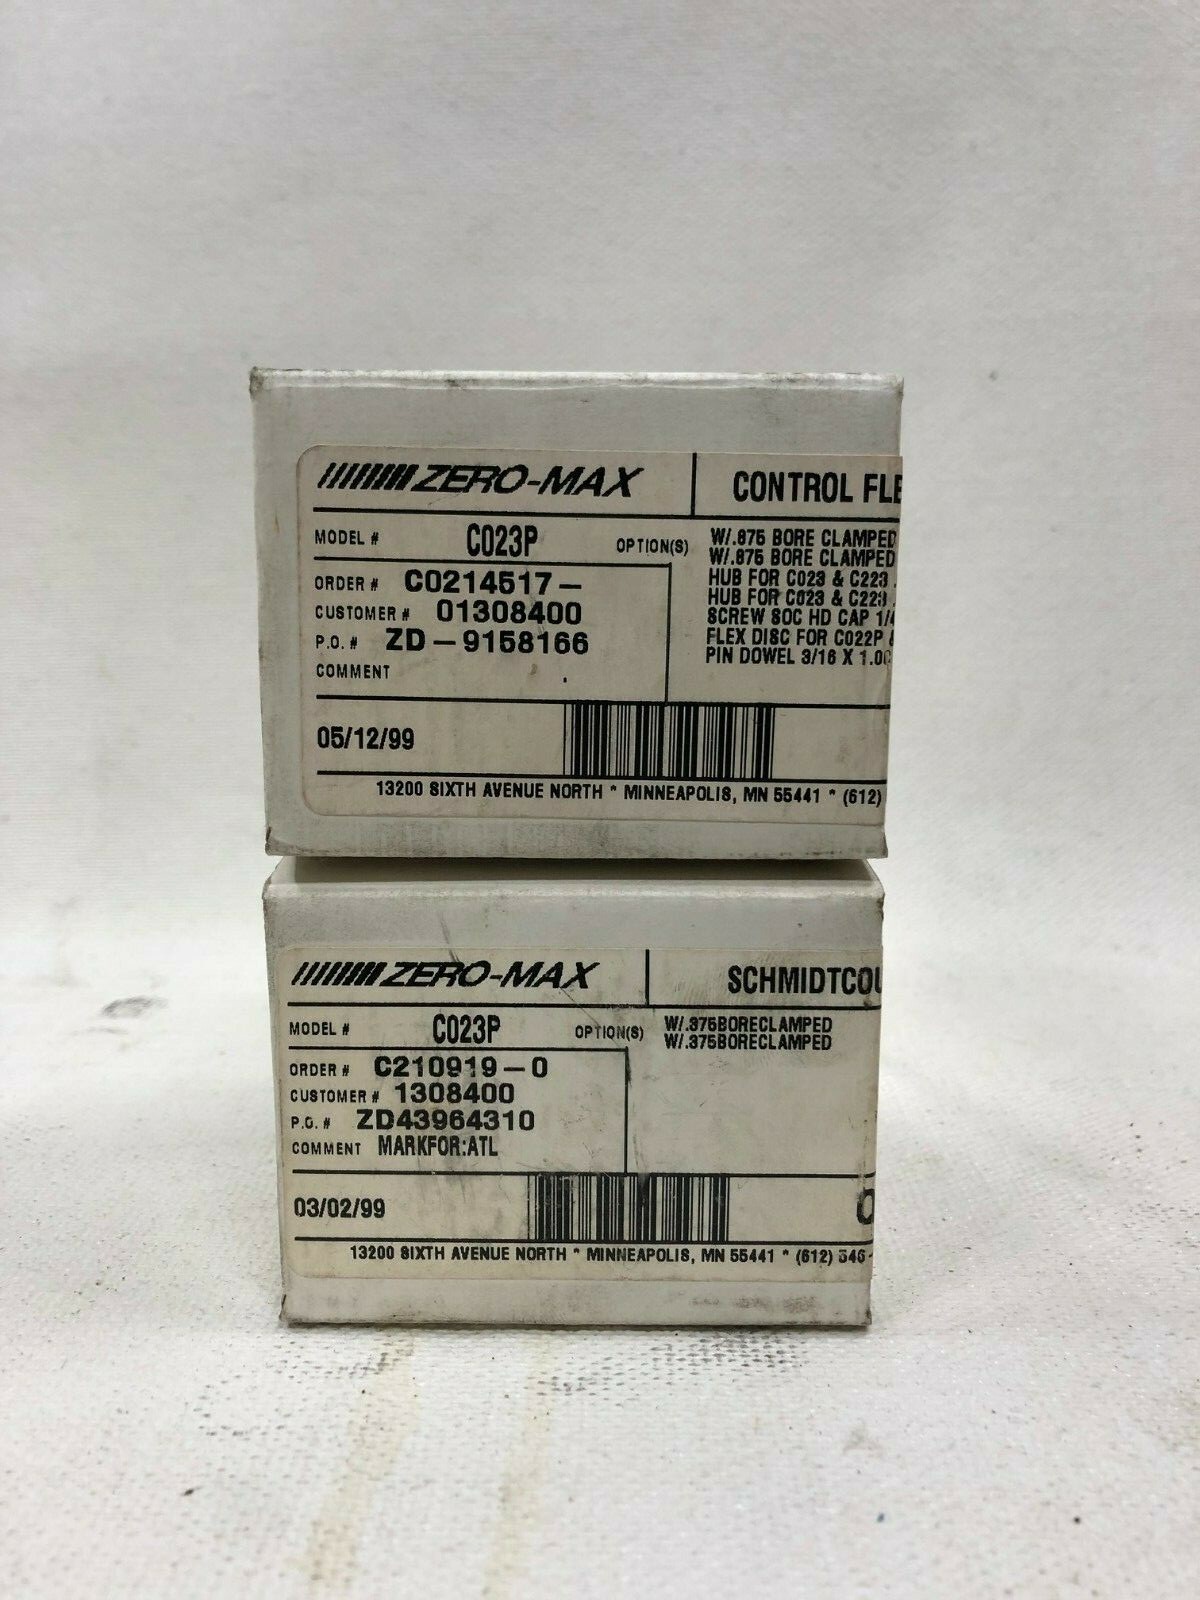 ZERO-MAX CONTROL FLE
MODEL # C023P OPTION(S) W/.875 BORE CLAMPED
W/.875 BORE CLAMPED
ORDER # C0214517- HUB FOR C023 & C223
HUB FOR C023 & C223
CUSTOMER # 01308400 SCREW SOC HD CAP 1/4
P.O. # ZD-9158166 FLEX DISC FOR C022P &
PIN DOWEL 3/16 X 1.00
COMMENT
05/12/99
13200 SIXTH AVENUE NORTH * MINNEAPOLIS, MN 55441 * (612)
ZERO-MAX SCHMIDTCOU
MODEL # C023P OPTION(S) W/.375BORECLAMPED
W/.375BORECLAMPED
ORDER # C210919-0
CUSTOMER # 1308400
P.O. # ZD43964310
COMMENT MARKFOR:ATL
03/02/99
13200 SIXTH AVENUE NORTH * MINNEAPOLIS, MN 55441 * (612) 546-